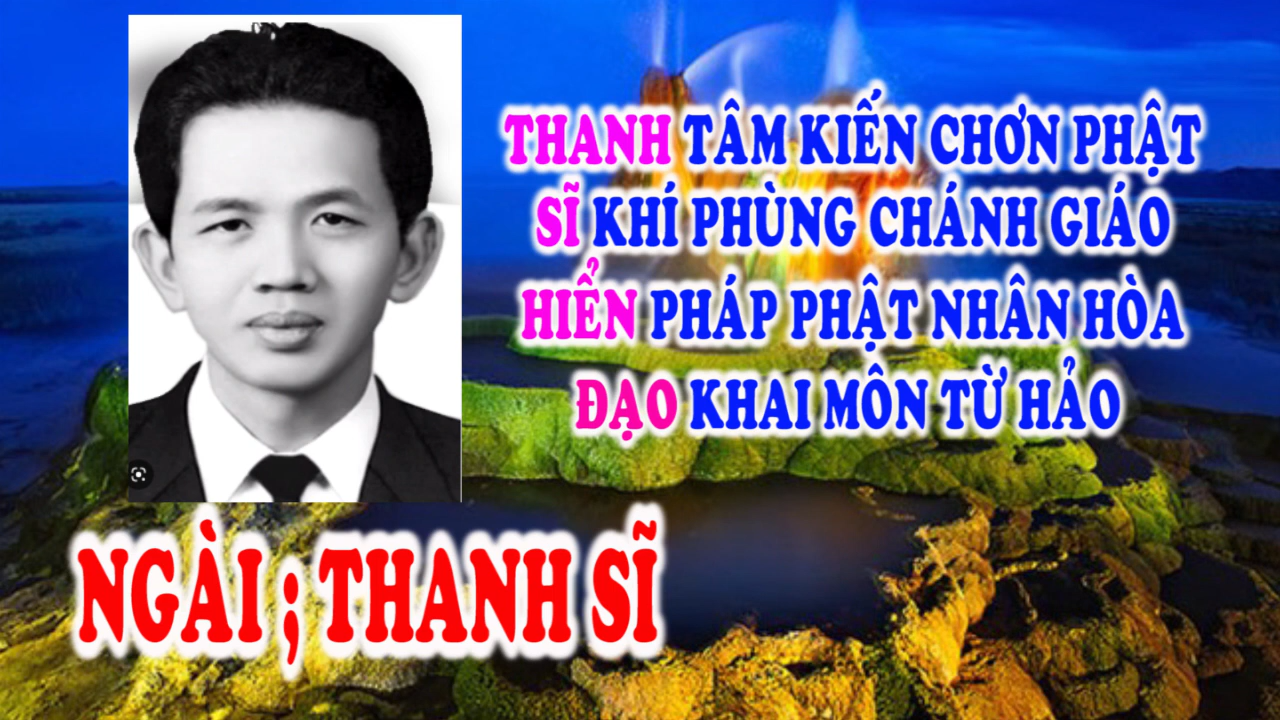 THANH TÂM KIẾN CHƠN PHẬT
SĨ KHÍ PHÙNG CHÁNH GIÁO
HIỂN PHÁP PHẬT NHÂN HÒA
ĐẠO KHAI MÔN TỪ HẢO
NGÀI ; THANH SĨ